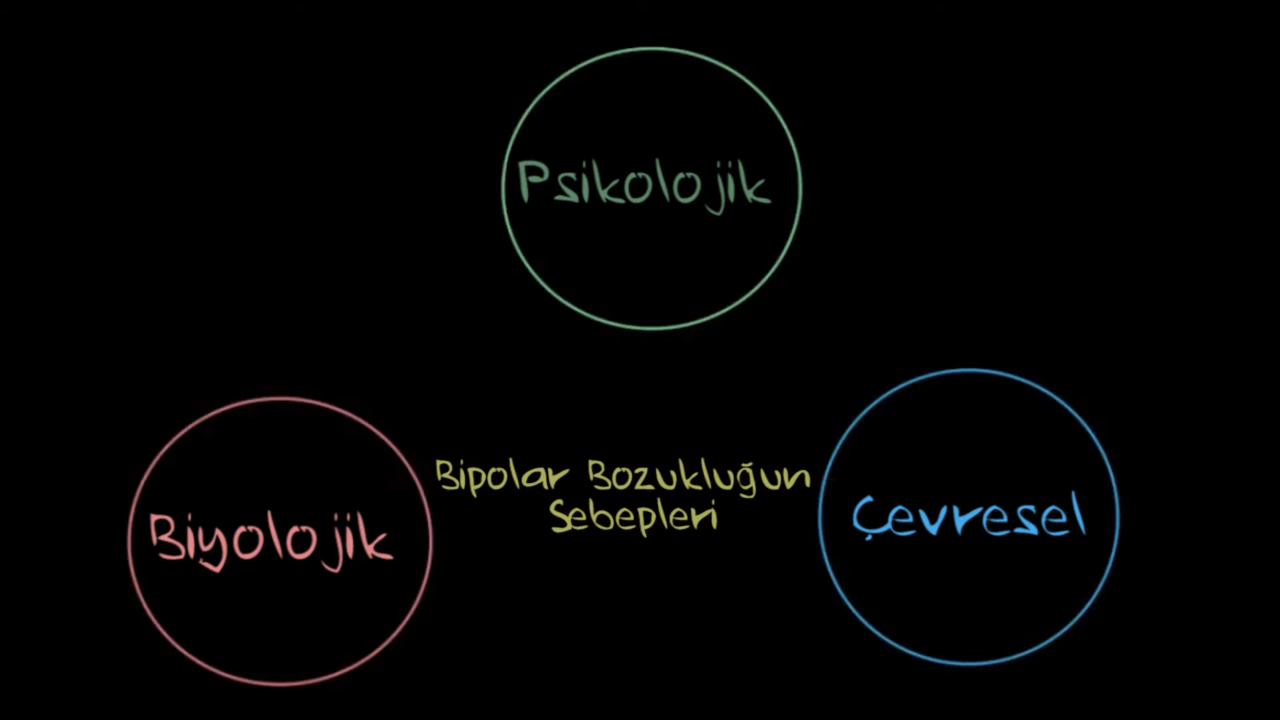 Psikolojik
Bipolar Bozukluğun
Sebepleri
Biyolojik
Çevresel